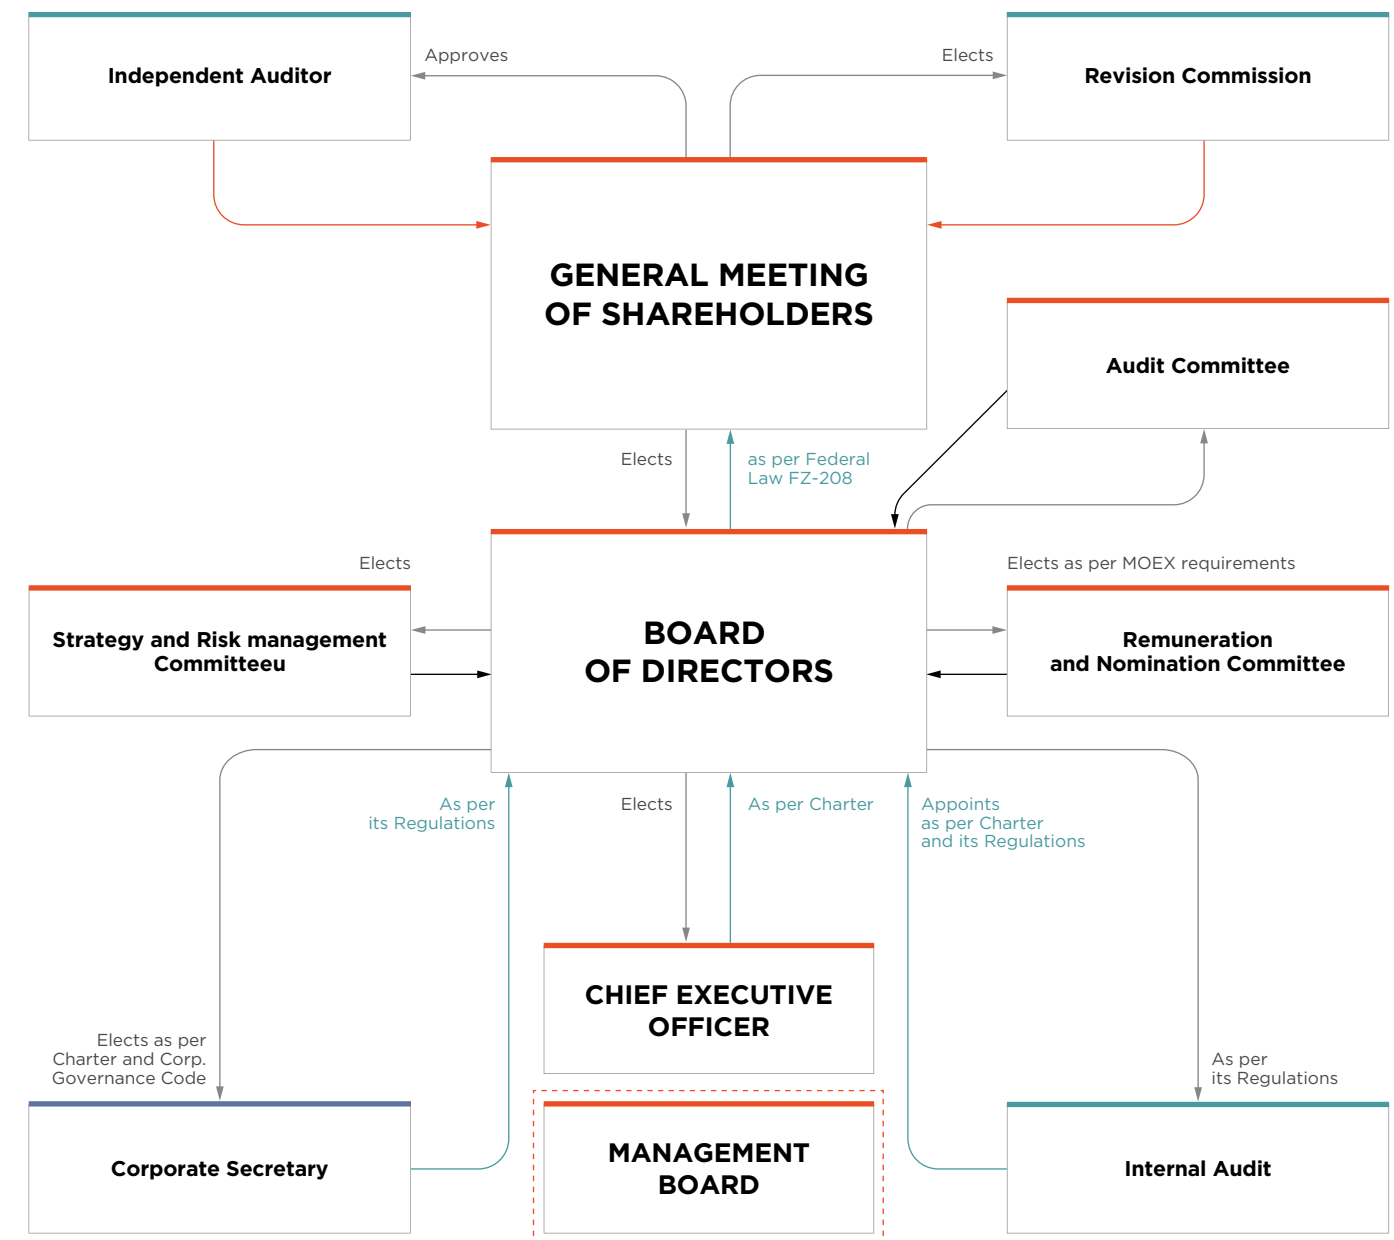 Approves
Elects
Independent Auditor
Revision Commission
GENERAL MEETING
OF SHAREHOLDERS
Audit Committee
Elects
as per Federal
Law FZ-208
Elects
Elects as per MOEX requirements
Strategy and Risk management
Committeeu
BOARD
OF DIRECTORS
Remuneration
and Nomination Committee
As per
its Regulations
Elects
As per Charter
Appoints
as per Charter
and its Regulations
CHIEF EXECUTIVE
OFFICER
Elects as per
Charter and Corp.
Governance Code
As per
its Regulations
Corporate Secretary
MANAGEMENT
BOARD
Internal Audit